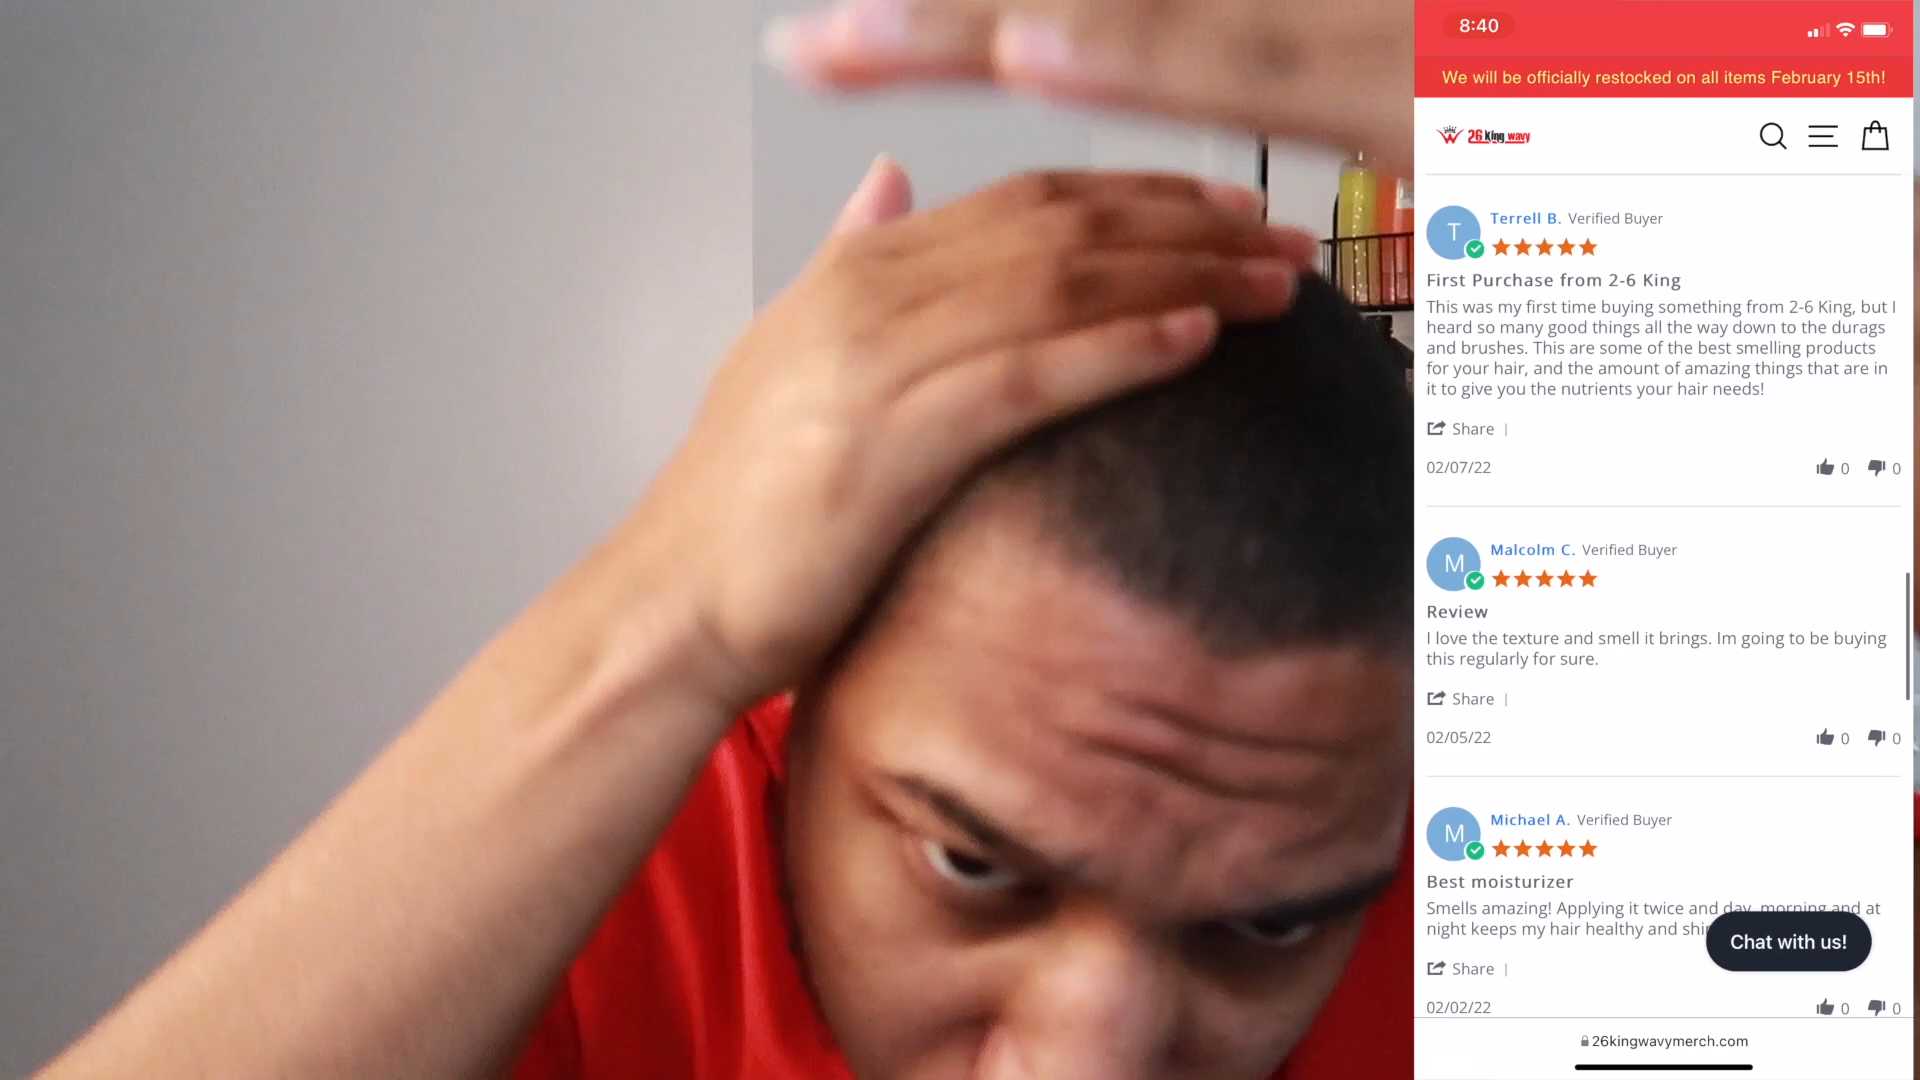 8:40
We will be officially restocked on all items February 15th!
W 26 King wavy
T
Terrell B. Verified Buyer
First Purchase from 2-6 King
This was my first time buying something from 2-6 King, but I
heard so many good things all the way down to the durags
and brushes. This are some of the best smelling products
for your hair, and the amount of amazing things that are in
it to give you the nutrients your hair needs!
Share |
02/07/22
0
0
M
Malcolm C. Verified Buyer
Review
I love the texture and smell it brings. Im going to be buying
this regularly for sure.
Share |
02/05/22
0
0
M
Michael A. Verified Buyer
Best moisturizer
Smells amazing! Applying it twice and day, morning and at
night keeps my hair healthy and
Chat with us!
Share |
02/02/22
0
0
26kingwavymerch.com